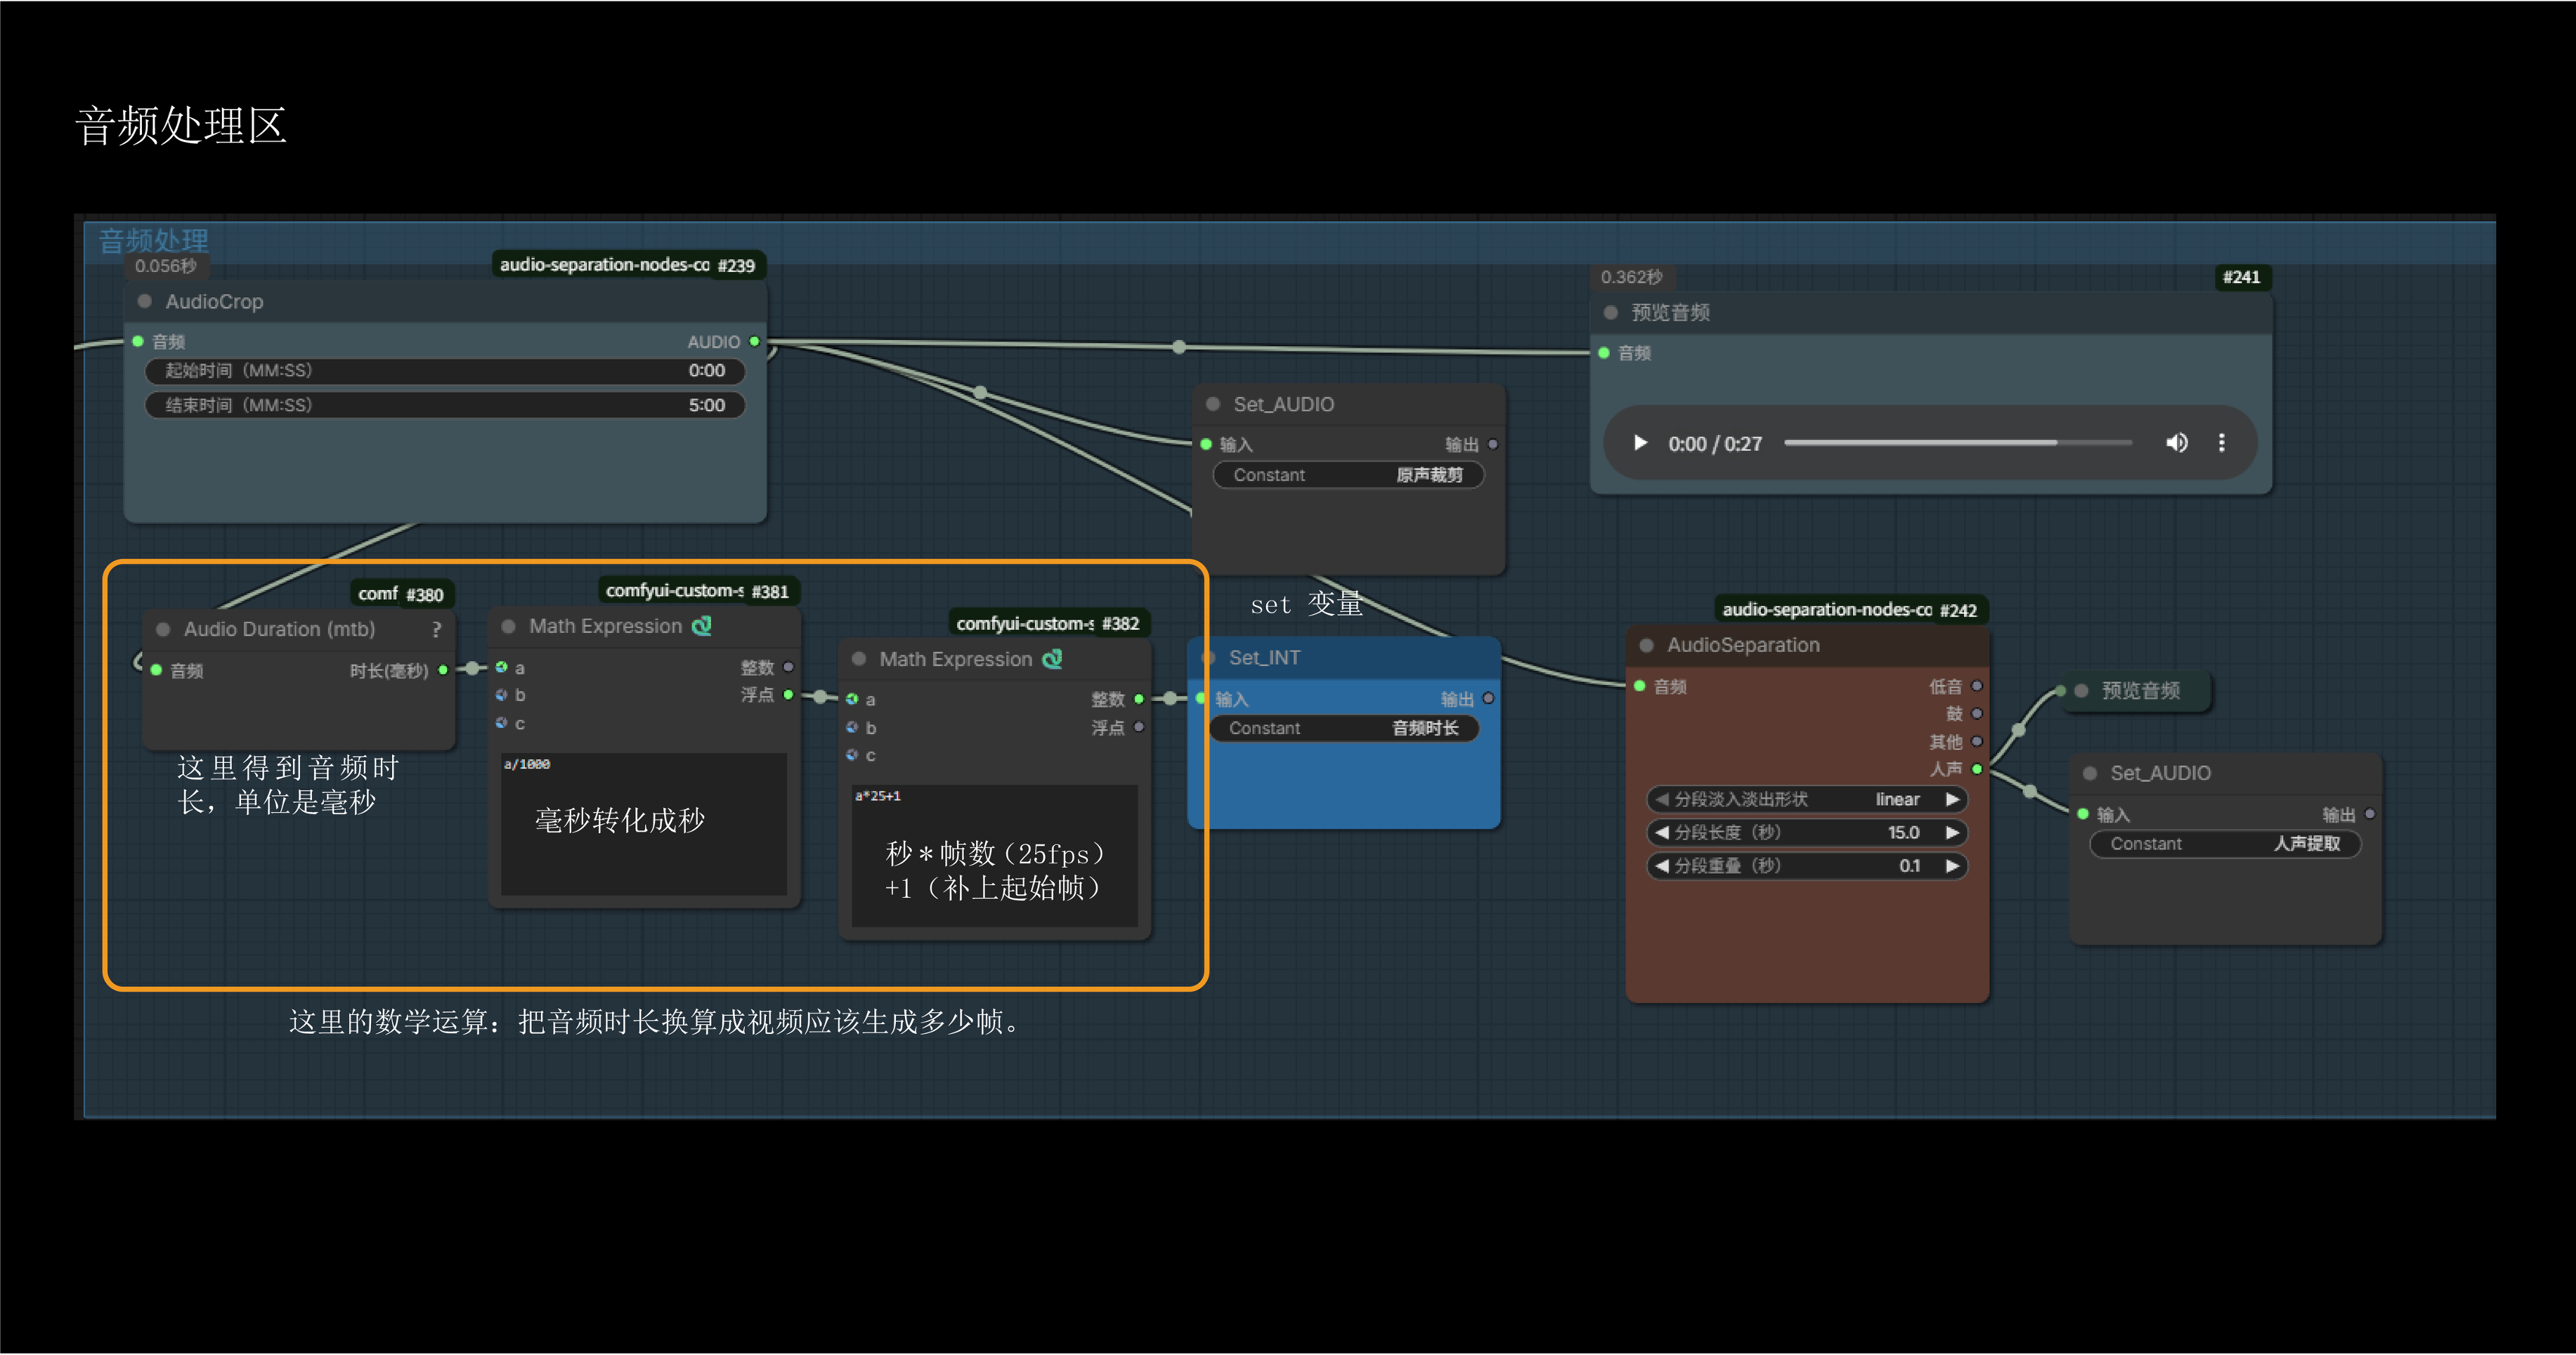 音频处理区
音频处理
0.056秒
audio-separation-nodes-co #239
AudioCrop
音频 AUDIO
起始时间（MM:SS） 0:00
结束时间（MM:SS） 5:00
0.362秒
#241
预览音频
音频
0:00 / 0:27
Set_AUDIO
输入 输出
Constant 原声裁剪
comf #380
Audio Duration (mtb) ?
音频 时长(毫秒)
这里得到音频时
长，单位是毫秒
comfyui-custom-s #381
Math Expression
a 整数
b 浮点
c
a/1000
毫秒转化成秒
comfyui-custom-s #382
Math Expression
a 整数
b 浮点
c
a*25+1
秒*帧数（25fps）
+1（补上起始帧）
set 变量
Set_INT
输入 输出
Constant 音频时长
audio-separation-nodes-co #242
AudioSeparation
音频 低音
鼓
其他
人声
分段淡入淡出形状 linear
分段长度（秒） 15.0
分段重叠（秒） 0.1
预览音频
Set_AUDIO
输入 输出
Constant 人声提取
这里的数学运算：把音频时长换算成视频应该生成多少帧。